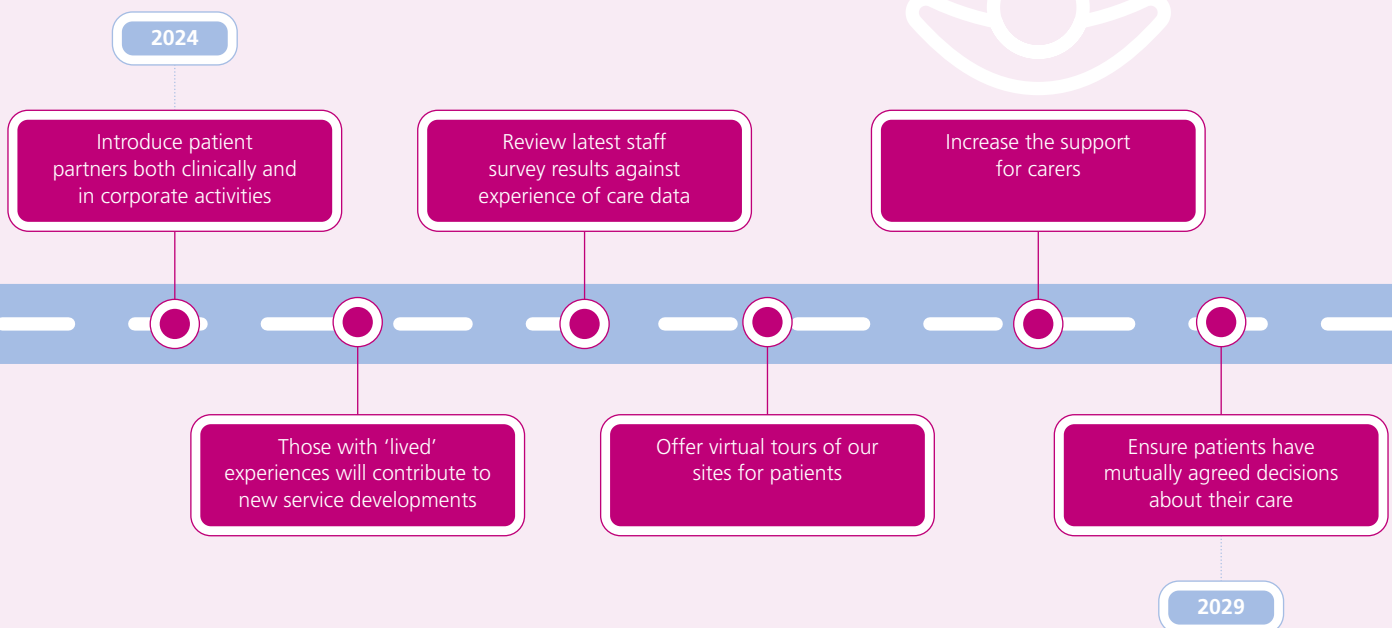 2024
Introduce patient
partners both clinically and
in corporate activities
Those with ‘lived’
experiences will contribute to
new service developments
Review latest staff
survey results against
experience of care data
Offer virtual tours of our
sites for patients
Increase the support
for carers
Ensure patients have
mutually agreed decisions
about their care
2029